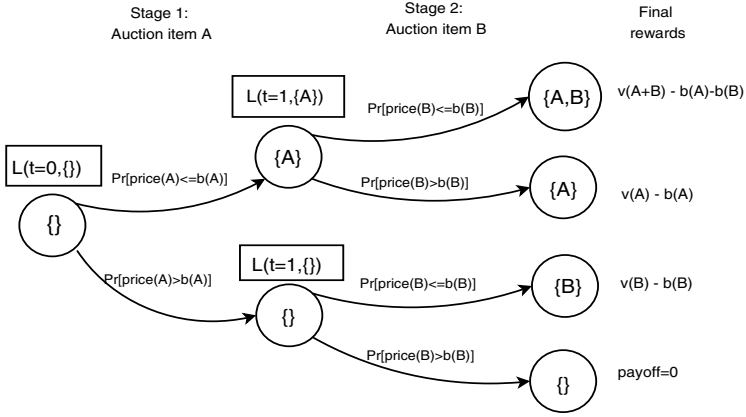 Stage 1:
Auction item A
Stage 2:
Auction item B
Final
rewards
L(t=1,{A})
Pr[price(B)<=b(B)]
{A,B}
v(A+B) - b(A)-b(B)
L(t=0,{})
Pr[price(A)<=b(A)]
{A}
Pr[price(B)>b(B)]
{A}
v(A) - b(A)
{}
L(t=1,{})
Pr[price(A)>b(A)]
Pr[price(B)<=b(B)]
{B}
v(B) - b(B)
{}
Pr[price(B)>b(B)]
{}
payoff=0